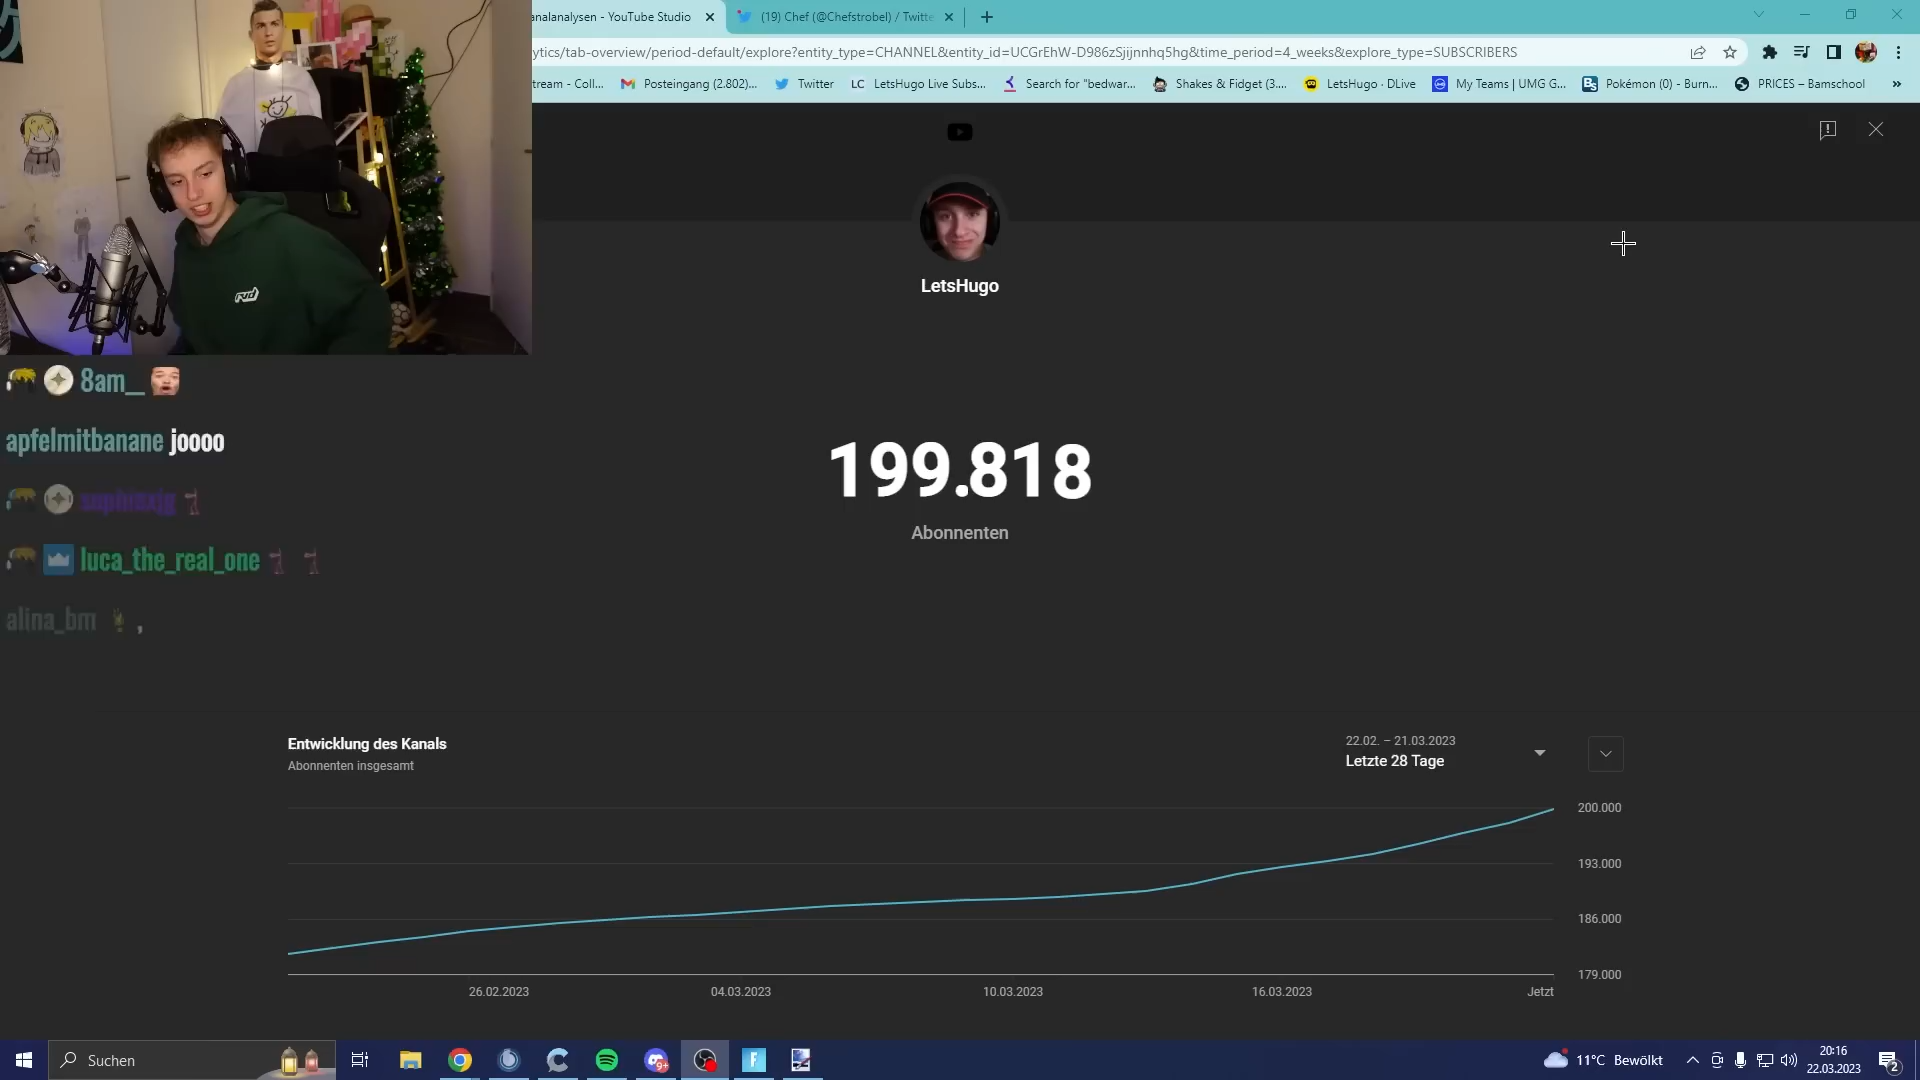 analanalysen - YouTube Studio
(19) Chef (@Chefstrobel) / Twitte
ytics/tab-overview/period-default/explore?entity_type=CHANNEL&entity_id=UCGrEhW-D986zSjijnnhq5hg&time_period=4_weeks&explore_type=SUBSCRIBERS
tream - Coll...
Posteingang (2.802)...
Twitter
LC LetsHugo Live Subs...
Search for "bedwar...
Shakes & Fidget (3....
LetsHugo · DLive
My Teams | UMG G...
Bs Pokémon (0) - Burn...
PRICES – Bamschool
»
LetsHugo
199.818
Abonnenten
rud
8am__
apfelmitbanane joooo
luca_the_real_one
alina_bm ,
Entwicklung des Kanals
Abonnenten insgesamt
22.02. – 21.03.2023
Letzte 28 Tage
200.000
193.000
186.000
179.000
26.02.2023
04.03.2023
10.03.2023
16.03.2023
Jetzt
Suchen
9+
F
11°C Bewölkt
20:16
22.03.2023
2